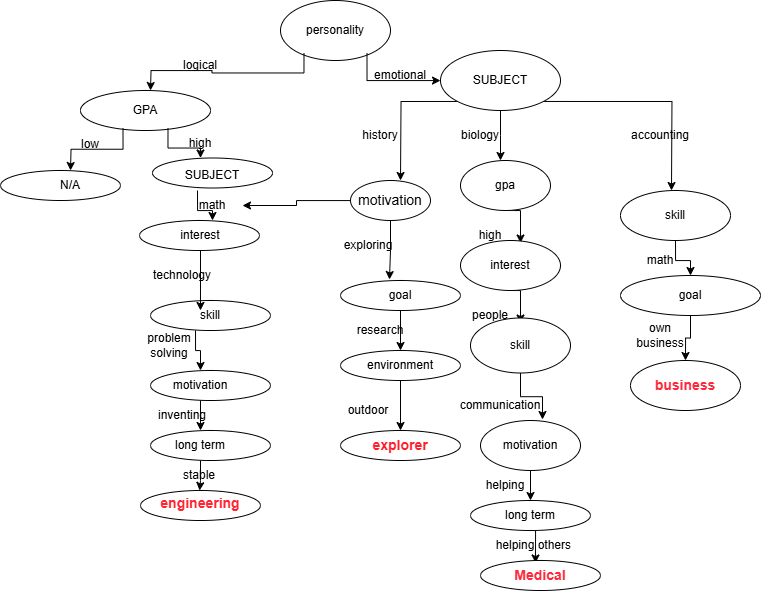 personality
logical
emotional
SUBJECT
GPA
low
high
history
biology
accounting
N/A
SUBJECT
motivation
gpa
skill
math
interest
exploring
high
interest
math
goal
technology
goal
skill
research
people
skill
own
business
problem
solving
environment
motivation
business
inventing
outdoor
communication
long term
explorer
motivation
stable
helping
engineering
long term
helping others
Medical